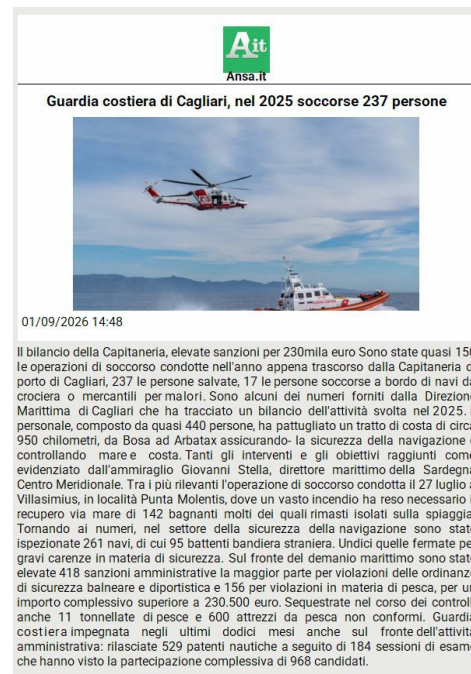 Ait
Ansa.it
Guardia costiera di Cagliari, nel 2025 soccorse 237 persone
01/09/2026 14:48
Il bilancio della Capitaneria, elevate sanzioni per 230mila euro Sono state quasi 150
le operazioni di soccorso condotte nell'anno appena trascorso dalla Capitaneria d
porto di Cagliari, 237 le persone salvate, 17 le persone soccorse a bordo di navi da
crociera o mercantili per malori. Sono alcuni dei numeri forniti dalla Direzion
Marittima di Cagliari che ha tracciato un bilancio dell'attività svolta nel 2025.
personale, composto da quasi 440 persone, ha pattugliato un tratto di costa di circa
950 chilometri, da Bosa ad Arbatax assicurando- la sicurezza della navigazione e
controllando mare e costa. Tanti gli interventi e gli obiettivi raggiunti come
evidenziato dall'ammiraglio Giovanni Stella, direttore marittimo della Sardegna
Centro Meridionale. Tra i più rilevanti l'operazione di soccorso condotta il 27 luglio a
Villasimius, in località Punta Molentis, dove un vasto incendio ha reso necessario i
recupero via mare di 142 bagnanti molti dei quali rimasti isolati sulla spiaggia
Tornando ai numeri, nel settore della sicurezza della navigazione sono state
ispezionate 261 navi, di cui 95 battenti bandiera straniera. Undici quelle fermate pe
gravi carenze in materia di sicurezza. Sul fronte del demanio marittimo sono state
elevate 418 sanzioni amministrative la maggior parte per violazioni delle ordinanze
di sicurezza balneare e diportistica e 156 per violazioni in materia di pesca, per un
importo complessivo superiore a 230.500 euro. Sequestrate nel corso dei controll
anche 11 tonnellate di pesce e 600 attrezzi da pesca non conformi. Guardia
costiera impegnata negli ultimi dodici mesi anche sul fronte dell'attività
amministrativa: rilasciate 529 patenti nautiche a seguito di 184 sessioni di esame
che hanno visto la partecipazione complessiva di 968 candidati.